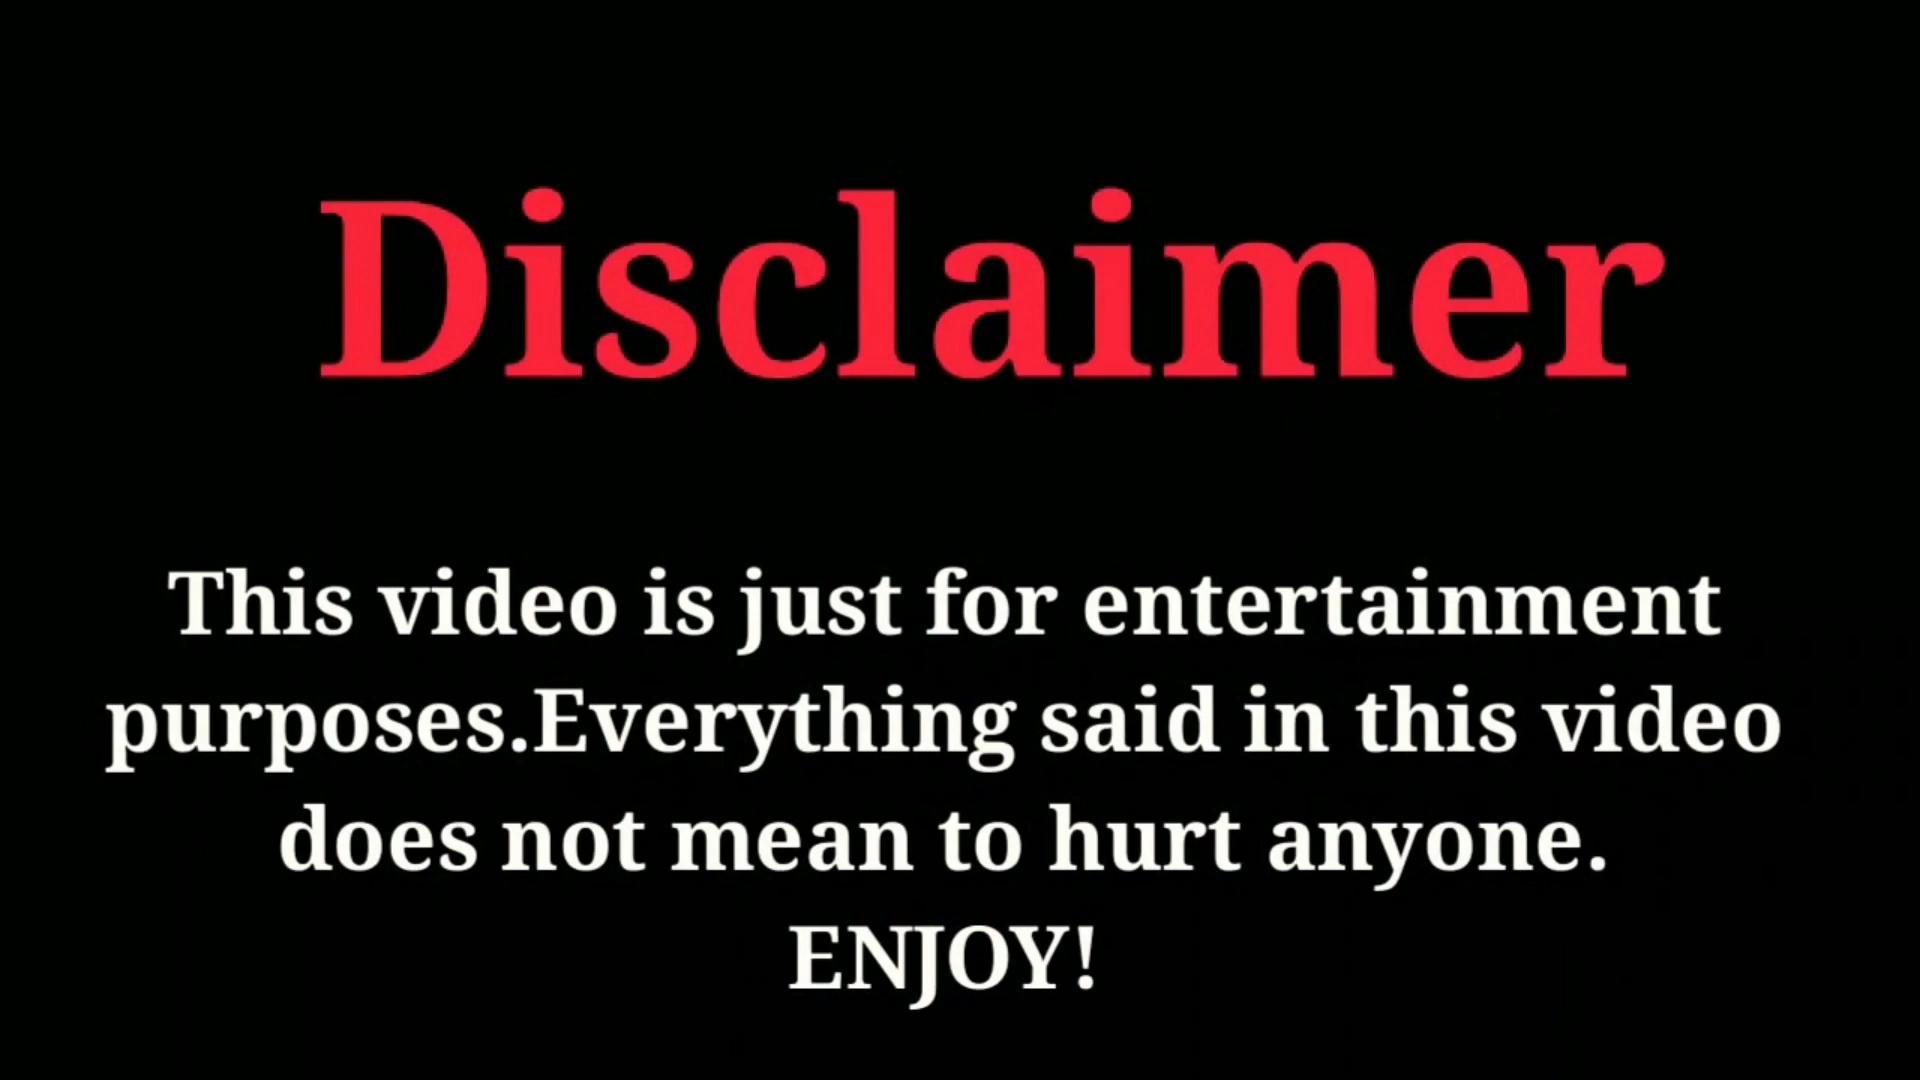 Disclaimer
This video is just for entertainment
purposes.Everything said in this video
does not mean to hurt anyone.
ENJOY!